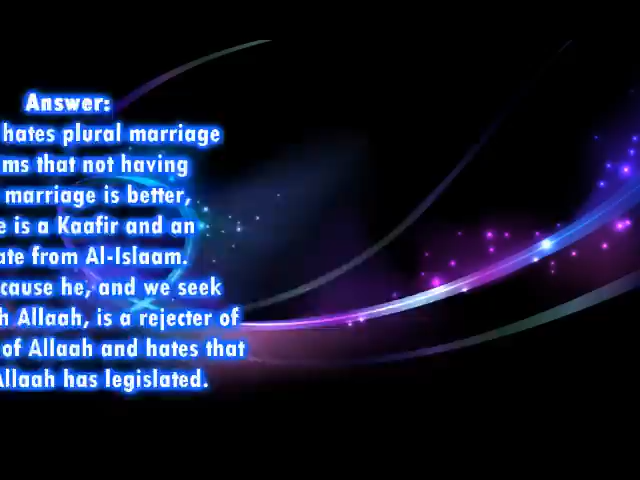 Answer:
hates plural marriage
ms that not having
marriage is better,
e is a Kaafir and an
ate from Al-Islaam.
cause he, and we seek
h Allaah, is a rejecter of
of Allaah and hates that
Allaah has legislated.